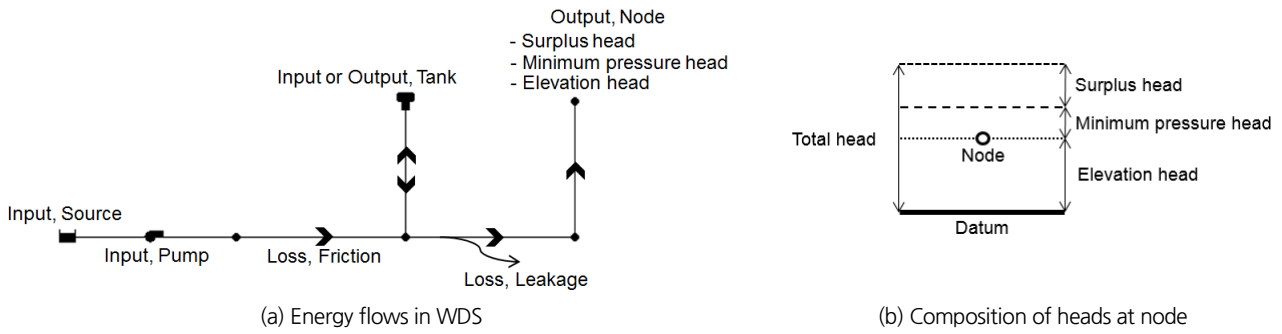 Output, Node
- Surplus head
- Minimum pressure head
- Elevation head
Input or Output, Tank
Input, Source
Input, Pump
Loss, Friction
Loss, Leakage
(a) Energy flows in WDS
Surplus head
Minimum pressure head
Total head
Node
Elevation head
Datum
(b) Composition of heads at node